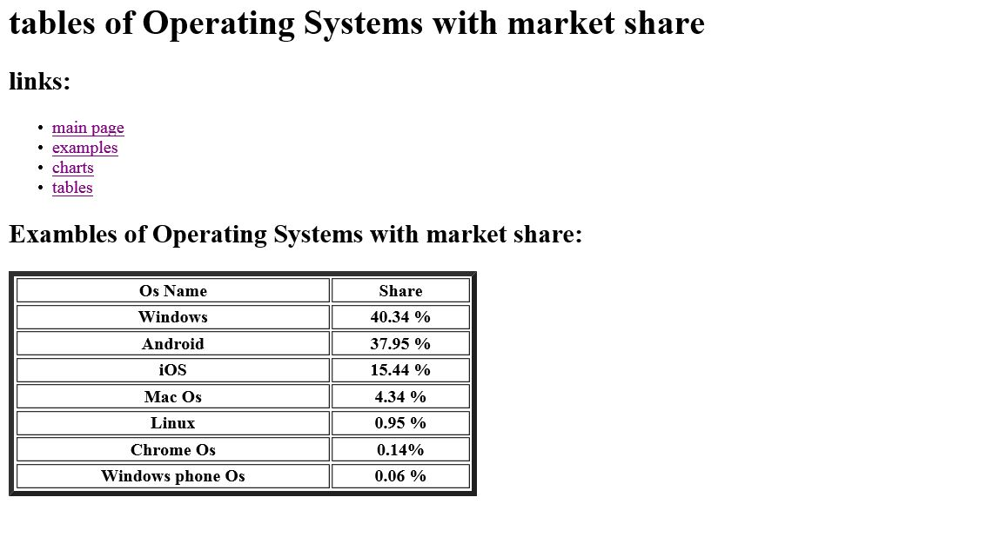 tables of Operating Systems with market share
links:
main page
examples
charts
tables
Exambles of Operating Systems with market share:
Os Name Share
Windows 40.34 %
Android 37.95 %
iOS 15.44 %
Mac Os 4.34 %
Linux 0.95 %
Chrome Os 0.14%
Windows phone Os 0.06 %